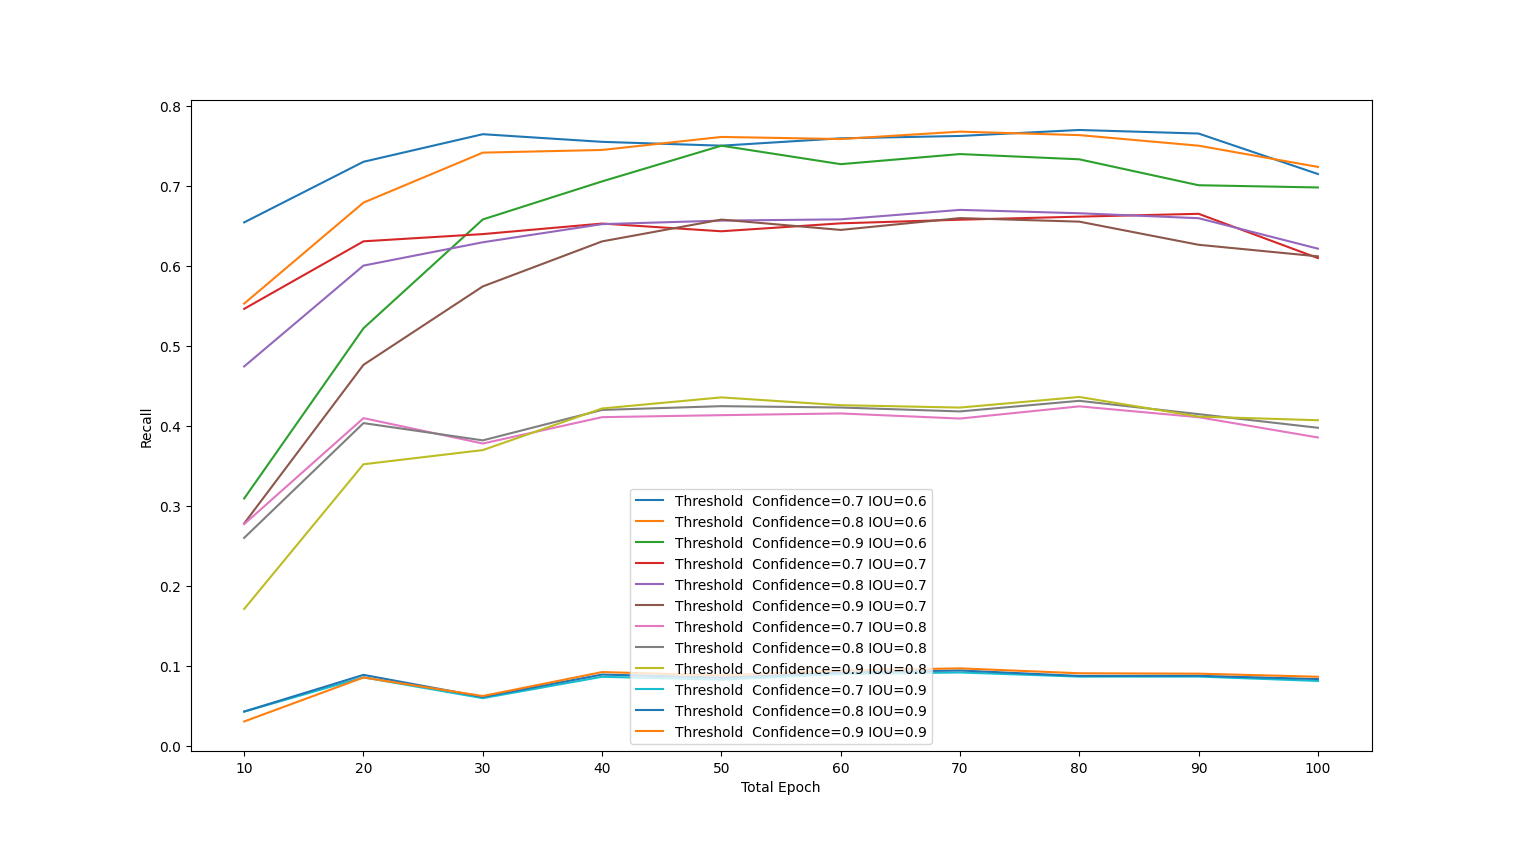 0.8
0.7
0.6
0.5
0.4
0.3
0.2
0.1
0.0
Recall
Threshold  Confidence=0.7 IOU=0.6
Threshold  Confidence=0.8 IOU=0.6
Threshold  Confidence=0.9 IOU=0.6
Threshold  Confidence=0.7 IOU=0.7
Threshold  Confidence=0.8 IOU=0.7
Threshold  Confidence=0.9 IOU=0.7
Threshold  Confidence=0.7 IOU=0.8
Threshold  Confidence=0.8 IOU=0.8
Threshold  Confidence=0.9 IOU=0.8
Threshold  Confidence=0.7 IOU=0.9
Threshold  Confidence=0.8 IOU=0.9
Threshold  Confidence=0.9 IOU=0.9
10 20 30 40 50 60 70 80 90 100
Total Epoch